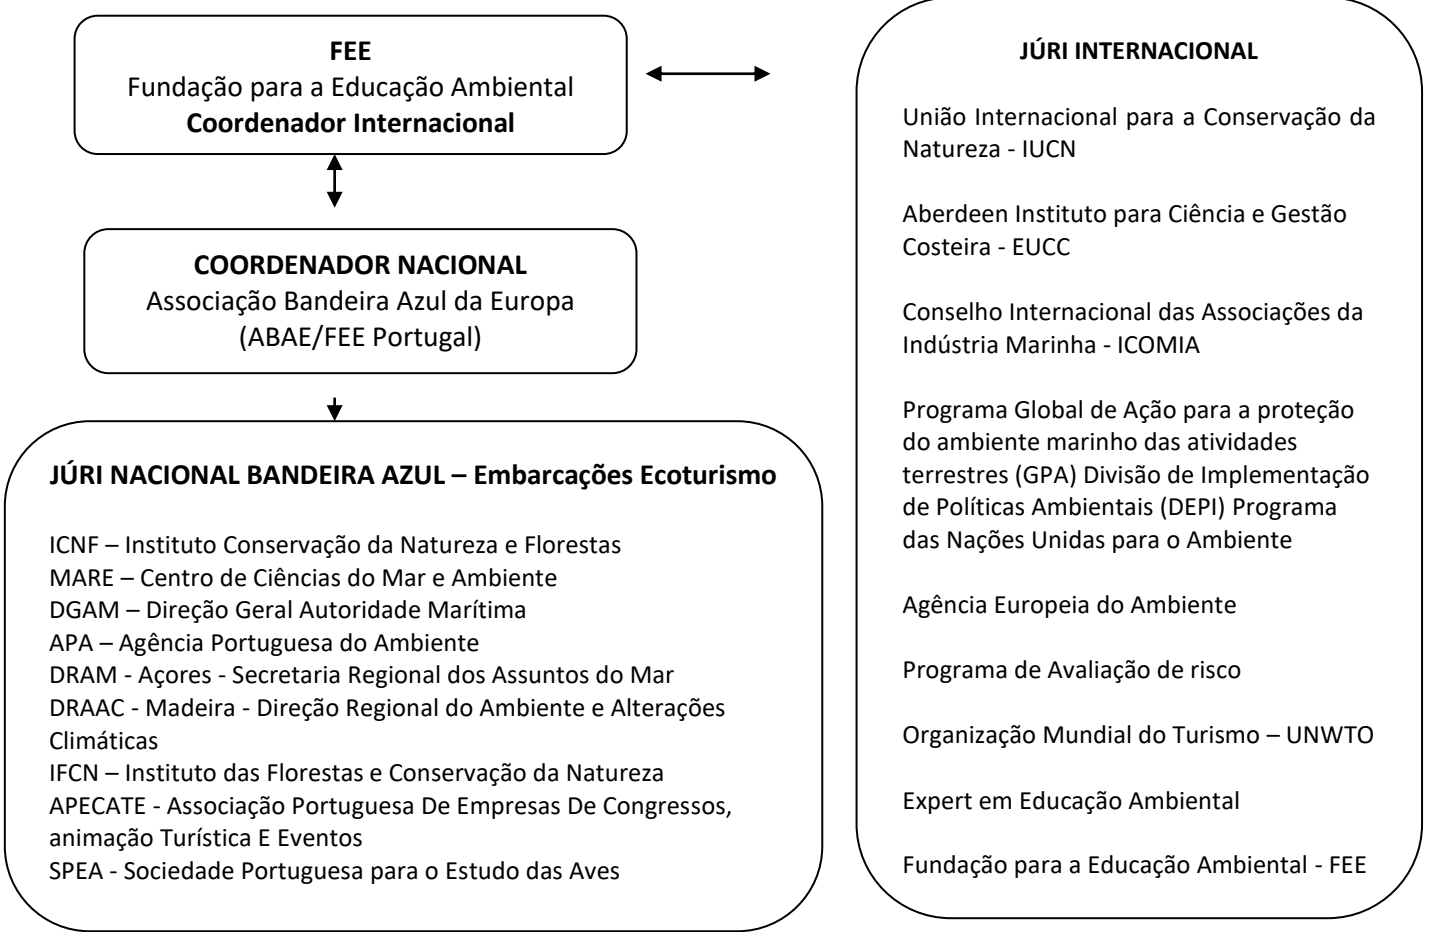 FEE
Fundação para a Educação Ambiental
Coordenador Internacional
COORDENADOR NACIONAL
Associação Bandeira Azul da Europa
(ABAE/FEE Portugal)
JÚRI NACIONAL BANDEIRA AZUL – Embarcações Ecoturismo
ICNF – Instituto Conservação da Natureza e Florestas
MARE – Centro de Ciências do Mar e Ambiente
DGAM – Direção Geral Autoridade Marítima
APA – Agência Portuguesa do Ambiente
DRAM - Açores - Secretaria Regional dos Assuntos do Mar
DRAAC - Madeira - Direção Regional do Ambiente e Alterações
Climáticas
IFCN – Instituto das Florestas e Conservação da Natureza
APECATE - Associação Portuguesa De Empresas De Congressos,
animação Turística E Eventos
SPEA - Sociedade Portuguesa para o Estudo das Aves
JÚRI INTERNACIONAL
União Internacional para a Conservação da
Natureza - IUCN
Aberdeen Instituto para Ciência e Gestão
Costeira - EUCC
Conselho Internacional das Associações da
Indústria Marinha - ICOMIA
Programa Global de Ação para a proteção
do ambiente marinho das atividades
terrestres (GPA) Divisão de Implementação
de Políticas Ambientais (DEPI) Programa
das Nações Unidas para o Ambiente
Agência Europeia do Ambiente
Programa de Avaliação de risco
Organização Mundial do Turismo – UNWTO
Expert em Educação Ambiental
Fundação para a Educação Ambiental - FEE